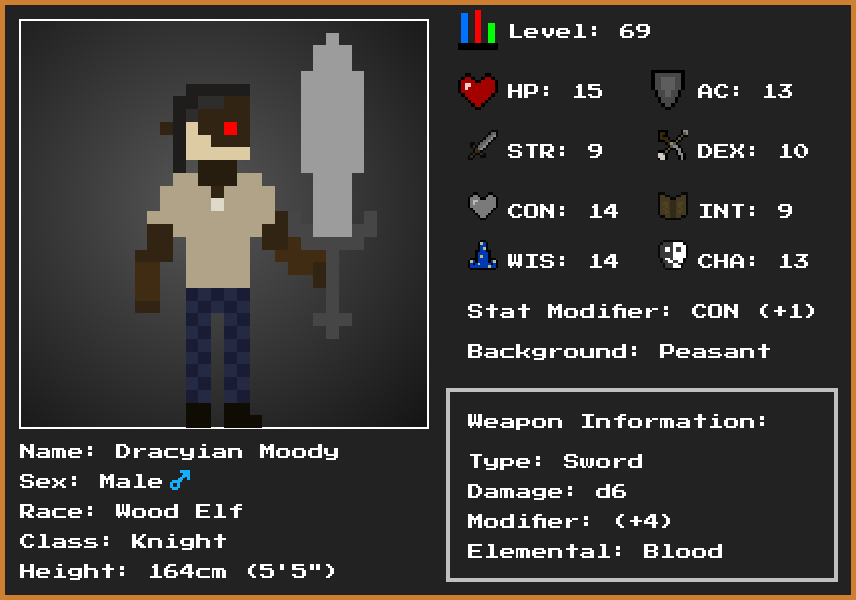 Level: 69
HP: 15
AC: 13
STR: 9
DEX: 10
CON: 14
INT: 9
WIS: 14
CHA: 13
Stat Modifier: CON (+1)
Background: Peasant
Weapon Information:
Type: Sword
Damage: d6
Modifier: (+4)
Elemental: Blood
Name: Dracyian Moody
Sex: Male♂
Race: Wood Elf
Class: Knight
Height: 164cm (5'5")